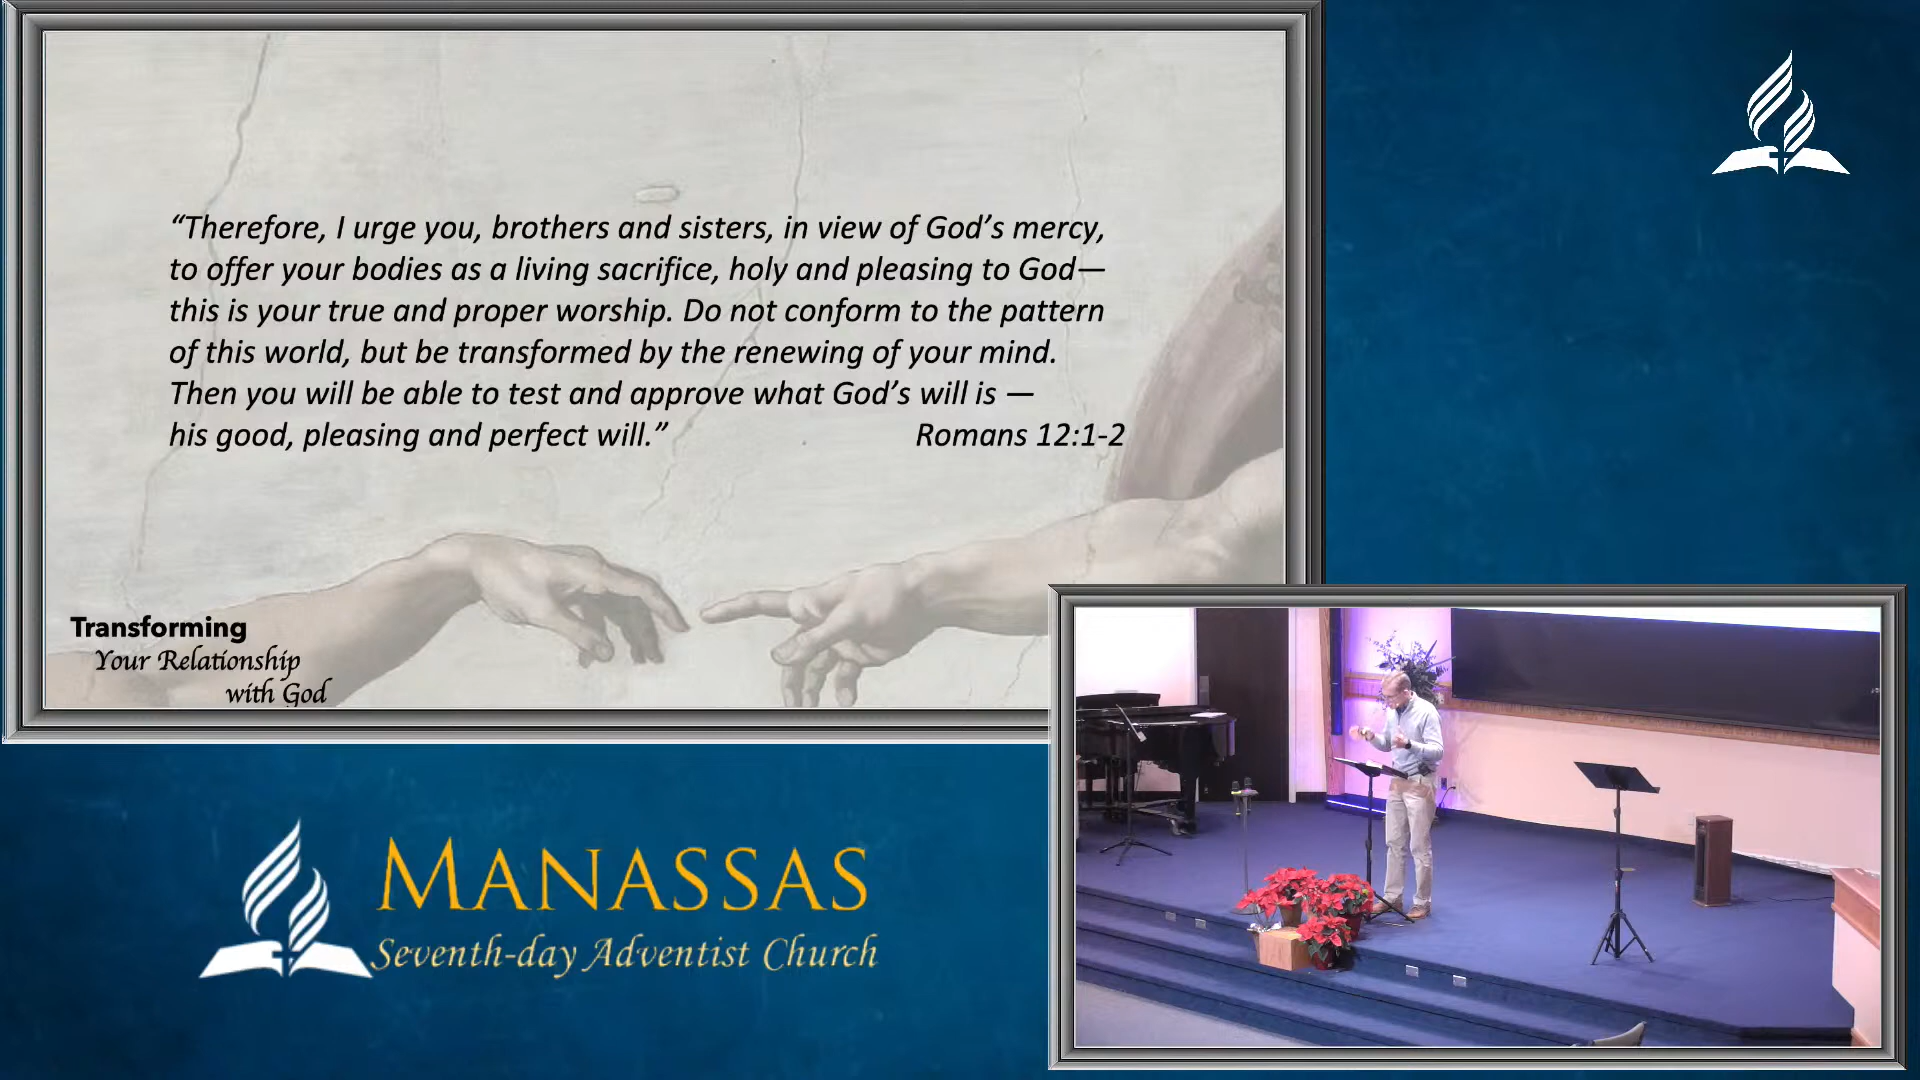 “Therefore, I urge you, brothers and sisters, in view of God’s mercy,
to offer your bodies as a living sacrifice, holy and pleasing to God—
this is your true and proper worship. Do not conform to the pattern
of this world, but be transformed by the renewing of your mind.
Then you will be able to test and approve what God’s will is —
his good, pleasing and perfect will.” Romans 12:1-2
Transforming
Your Relationship
with God
MANASSAS
Seventh-day Adventist Church